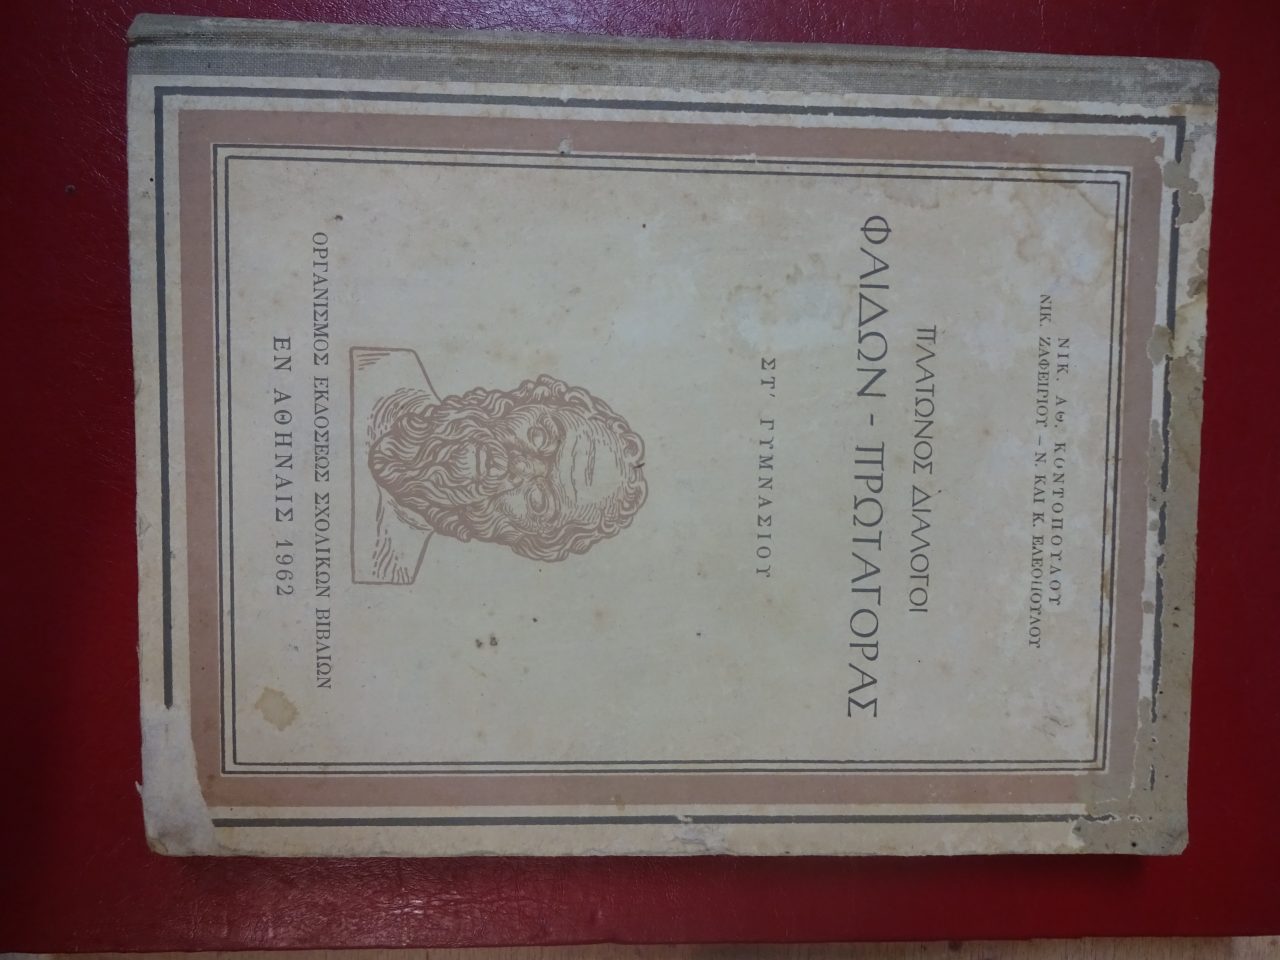 ΝΙΚ. ΑΘ. ΚΟΝΤΟΠΟΥΛΟΥ
ΝΙΚ. ΖΑΦΕΙΡΙΟΥ – Ν. ΚΑΙ Κ. ΕΛΕΟΠΟΥΛΟΥ
ΠΛΑΤΩΝΟΣ ΔΙΑΛΟΓΟΙ
ΦΑΙΔΩΝ - ΠΡΩΤΑΓΟΡΑΣ
ΣΤ' ΓΥΜΝΑΣΙΟΥ
ΟΡΓΑΝΙΣΜΟΣ ΕΚΔΟΣΕΩΣ ΣΧΟΛΙΚΩΝ ΒΙΒΛΙΩΝ
ΕΝ ΑΘΗΝΑΙΣ 1962